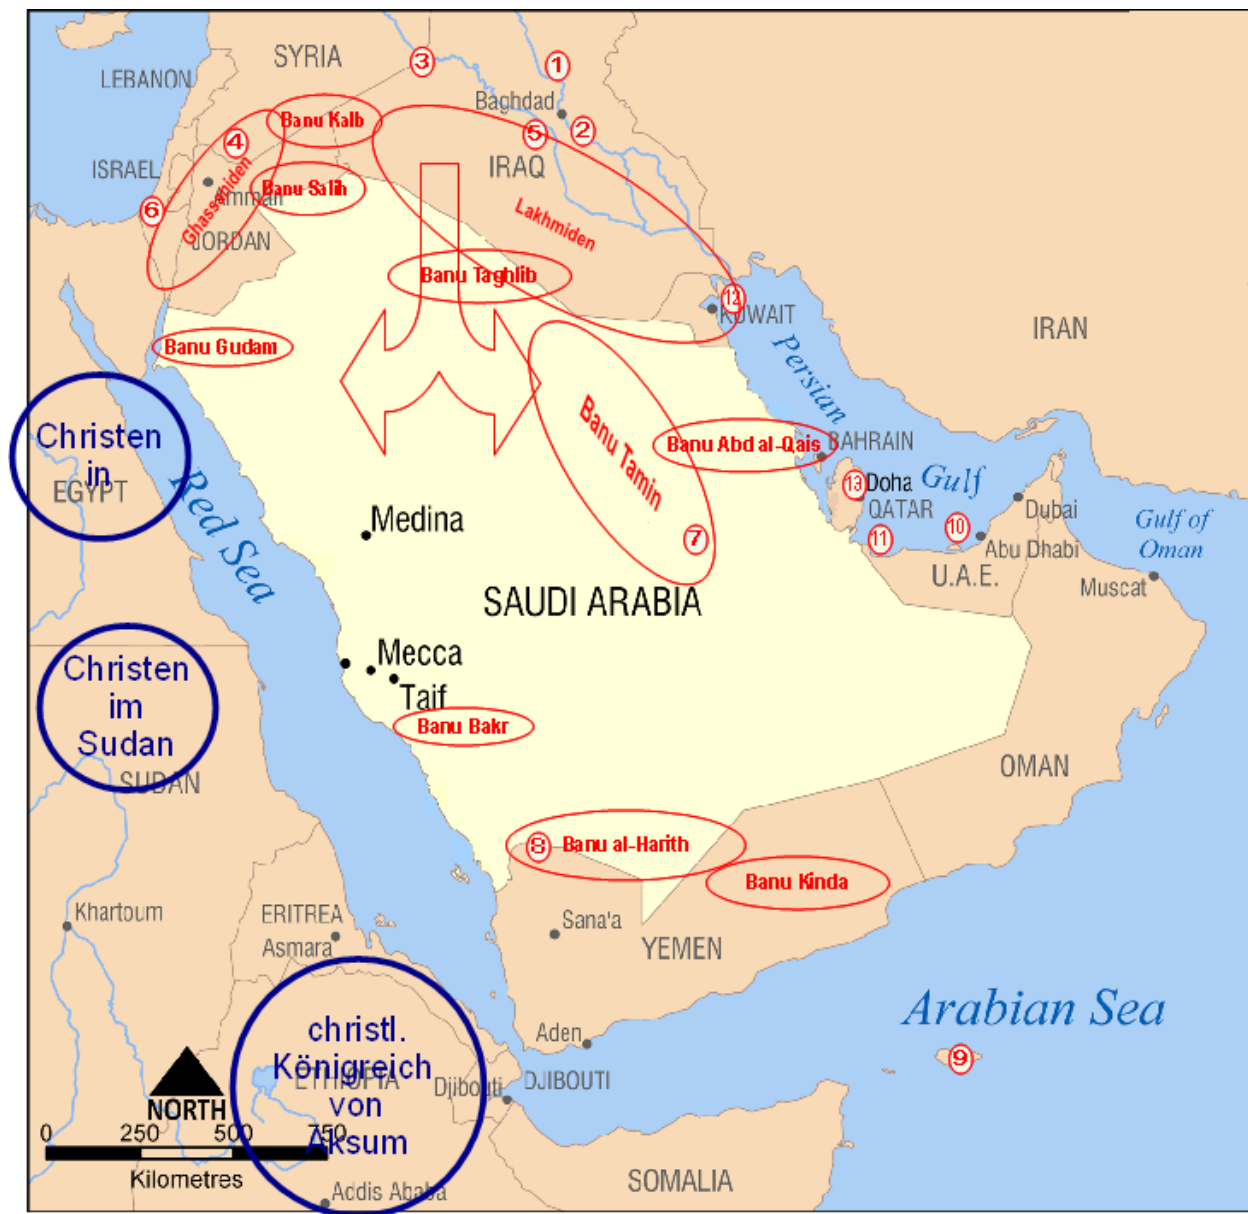 SYRIA
LEBANON
3
1
Baghdad
Banu Kalb
4
5
2
ISRAEL
IRAQ
Amman
Banu Salih
Ghassaniden
6
Lakhmiden
JORDAN
Banu Taghlib
12
KUWAIT
IRAN
Banu Gudam
Persian
Gulf
Christen
in
EGYPT
Banu Tamin
Banu Abd al-Qais
BAHRAIN
13
Doha
QATAR
Dubai
Red Sea
Medina
7
11
10
Abu Dhabi
Gulf of
Oman
U.A.E.
Muscat
SAUDI ARABIA
Christen
im
Sudan
SUDAN
Mecca
Taif
Banu Bakr
OMAN
8
Banu al-Harith
Banu Kinda
Khartoum
ERITREA
Asmara
Sana'a
YEMEN
Arabian Sea
christl.
Königreich
von
Aksum
ETHIOPIA
Aden
9
Djibouti
DJIBOUTI
NORTH
0 250 500 750
Kilometres
Addis Ababa
SOMALIA